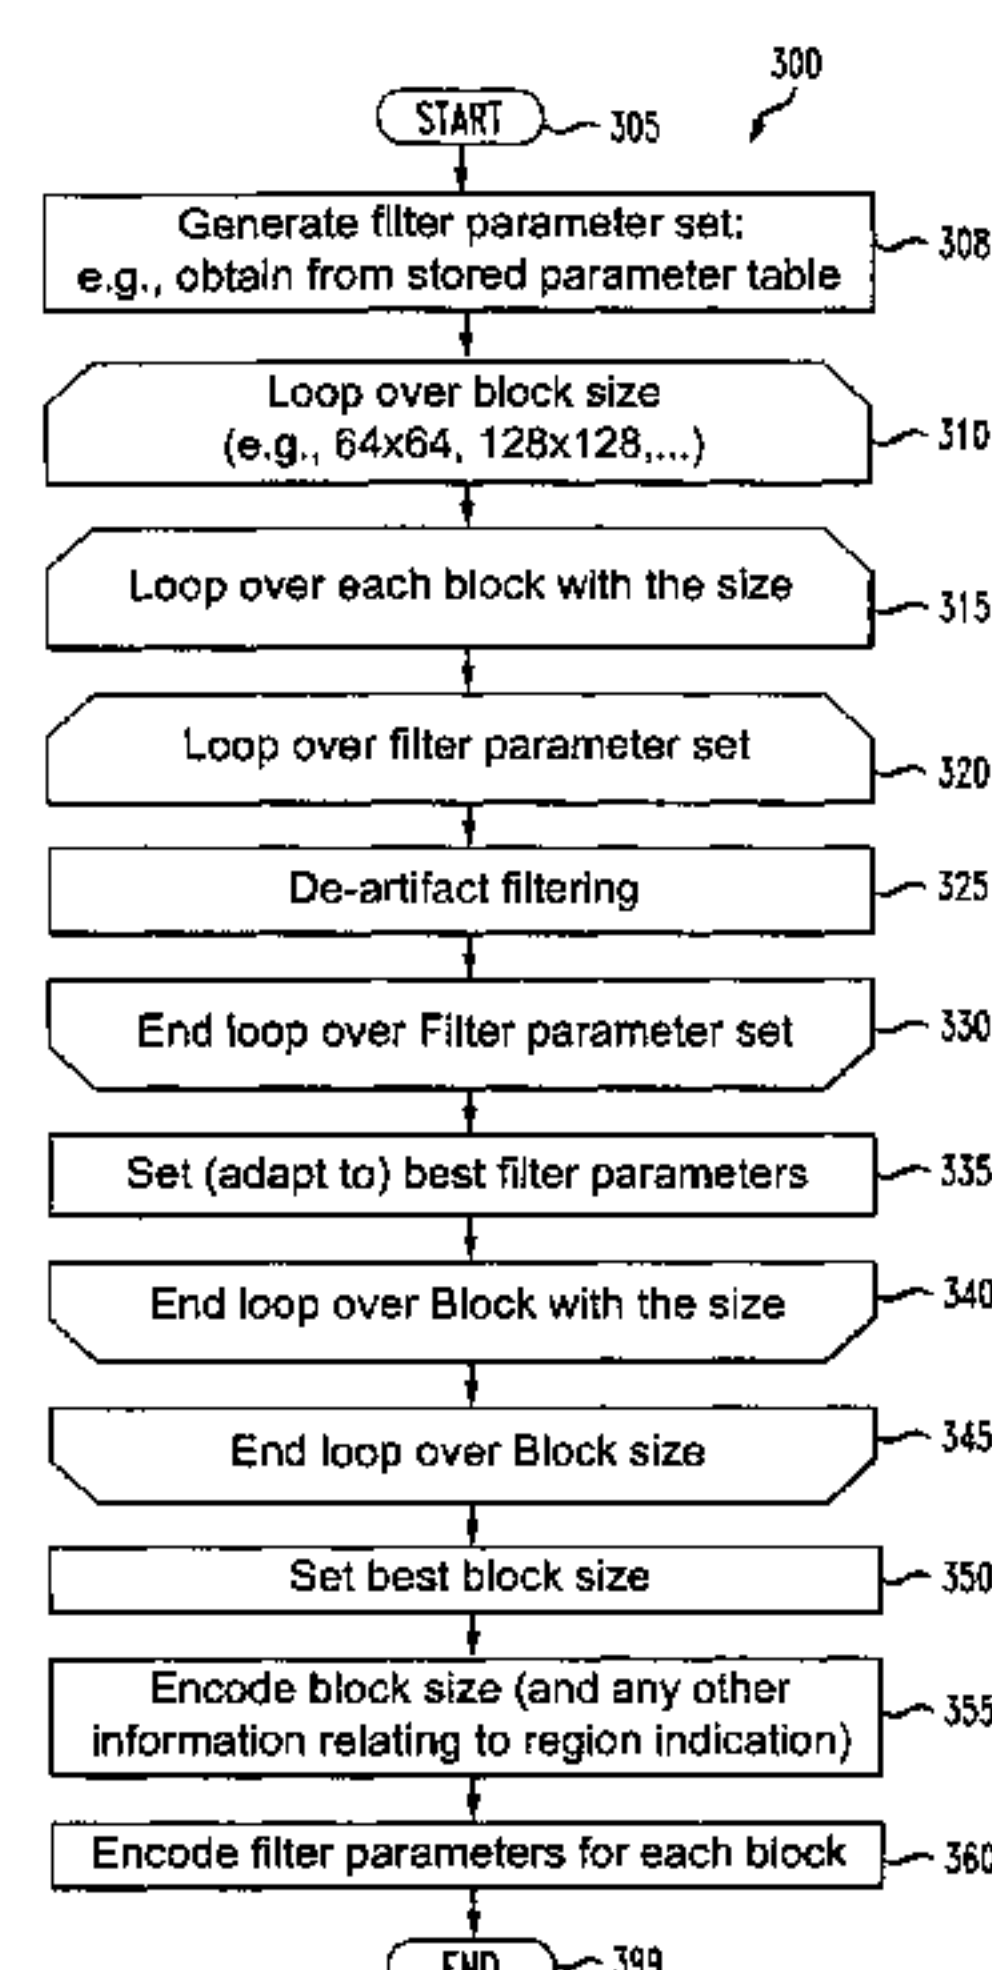 300
START
305
Generate filter parameter set:
e.g., obtain from stored parameter table
308
Loop over block size
(e.g., 64x64, 128x128,...)
310
Loop over each block with the size
315
Loop over filter parameter set
320
De-artifact filtering
325
End loop over Filter parameter set
330
Set (adapt to) best filter parameters
335
End loop over Block with the size
340
End loop over Block size
345
Set best block size
350
Encode block size (and any other
information relating to region indication)
355
Encode filter parameters for each block
360
END
399